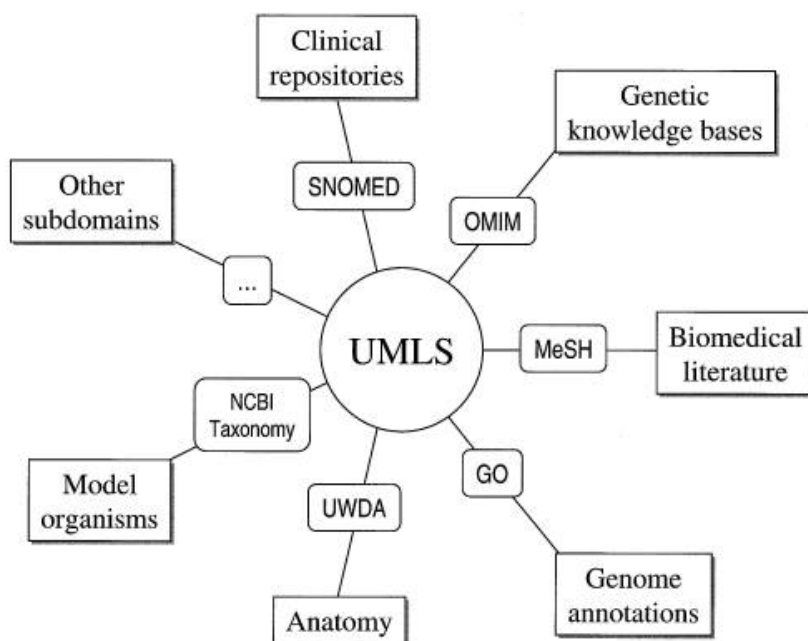 Clinical
repositories
Genetic
knowledge bases
SNOMED
Other
subdomains
OMIM
...
UMLS
MeSH
Biomedical
literature
NCBI
Taxonomy
GO
Model
organisms
UWDA
Genome
annotations
Anatomy